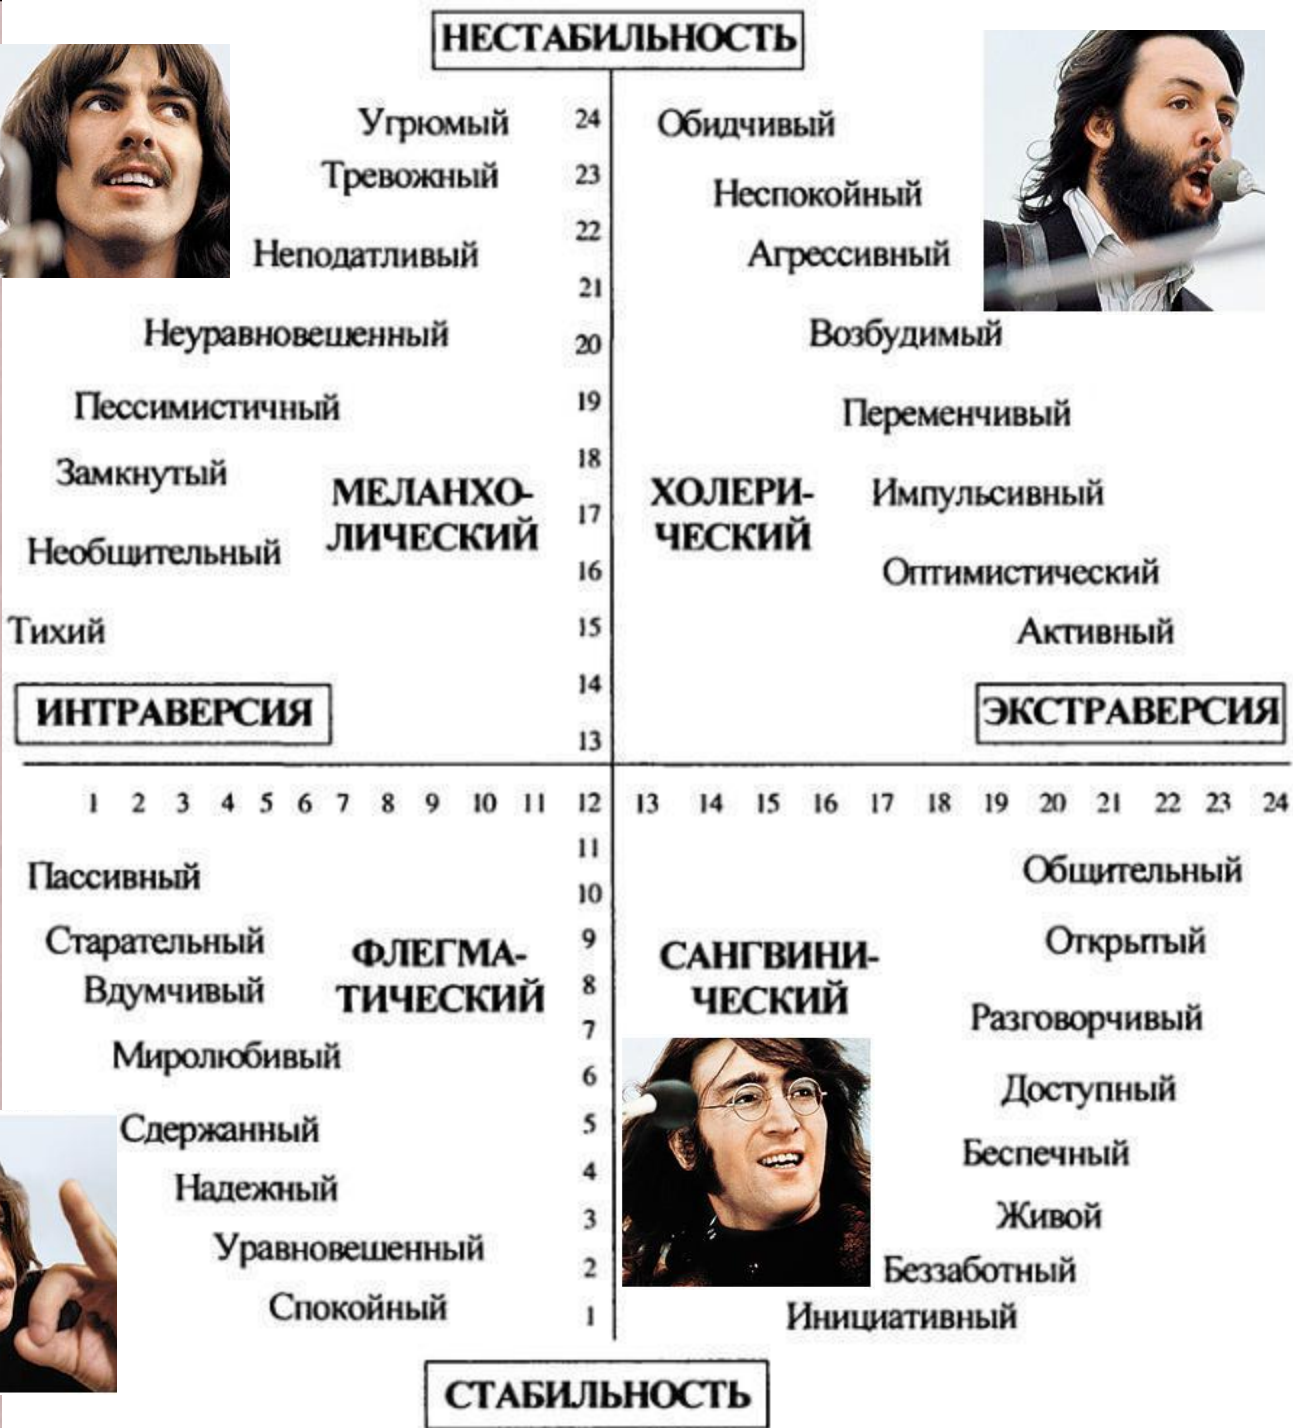 НЕСТАБИЛЬНОСТЬ
Угрюмый 24 Обидчивый
Тревожный 23
Неспокойный
22
Неподатливый Агрессивный
21
Неуравновешенный 20 Возбудимый
Пессимистичный 19 Переменчивый
Замкнутый 18
МЕЛАНХО- ХОЛЕРИ- Импульсивный
17
ЛИЧЕСКИЙ ЧЕСКИЙ
Необщительный 16 Оптимистический
Тихий 15 Активный
14
ИНТРАВЕРСИЯ ЭКСТРАВЕРСИЯ
13
1 2 3 4 5 6 7 8 9 10 11 12 13 14 15 16 17 18 19 20 21 22 23 24
11
Пассивный 10 Общительный
Старательный 9 Открытый
ФЛЕГМА- САНГВИНИ-
Вдумчивый 8
ТИЧЕСКИЙ ЧЕСКИЙ
7 Разговорчивый
Миролюбивый 6
Доступный
Сдержанный 5
Беспечный
4
Надежный
3 Живой
Уравновешенный 2 Беззаботный
Спокойный 1 Инициативный
СТАБИЛЬНОСТЬ